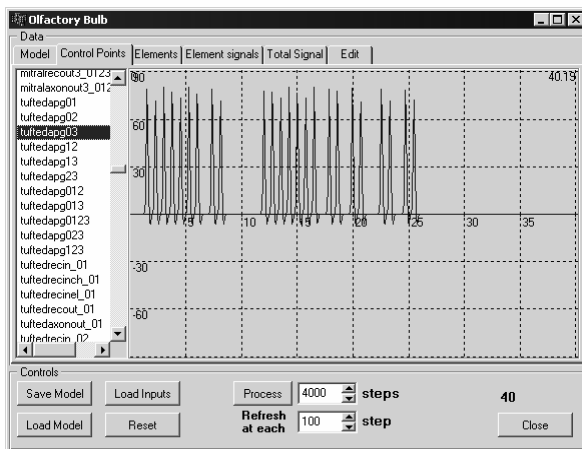 Olfactory Bulb
Data
Model Control Points Elements Element signals Total Signal Edit
mitralrecout3_0123
mitralaxonout3_012
tuftedapg01
tuftedapg02
tuftedapg03
tuftedapg12
tuftedapg13
tuftedapg23
tuftedapg012
tuftedapg013
tuftedapg0123
tuftedapg023
tuftedapg123
tuftedrecin_01
tuftedrecinch_01
tuftedrecinel_01
tuftedrecout_01
tuftedaxonout_01
tuftedrecin_02
90 40.19
60
30
5 10 15 20 25 30 35
-30
-60
Controls
Save Model Load Inputs Process 4000 steps 40
Load Model Reset Refresh at each 100 step Close